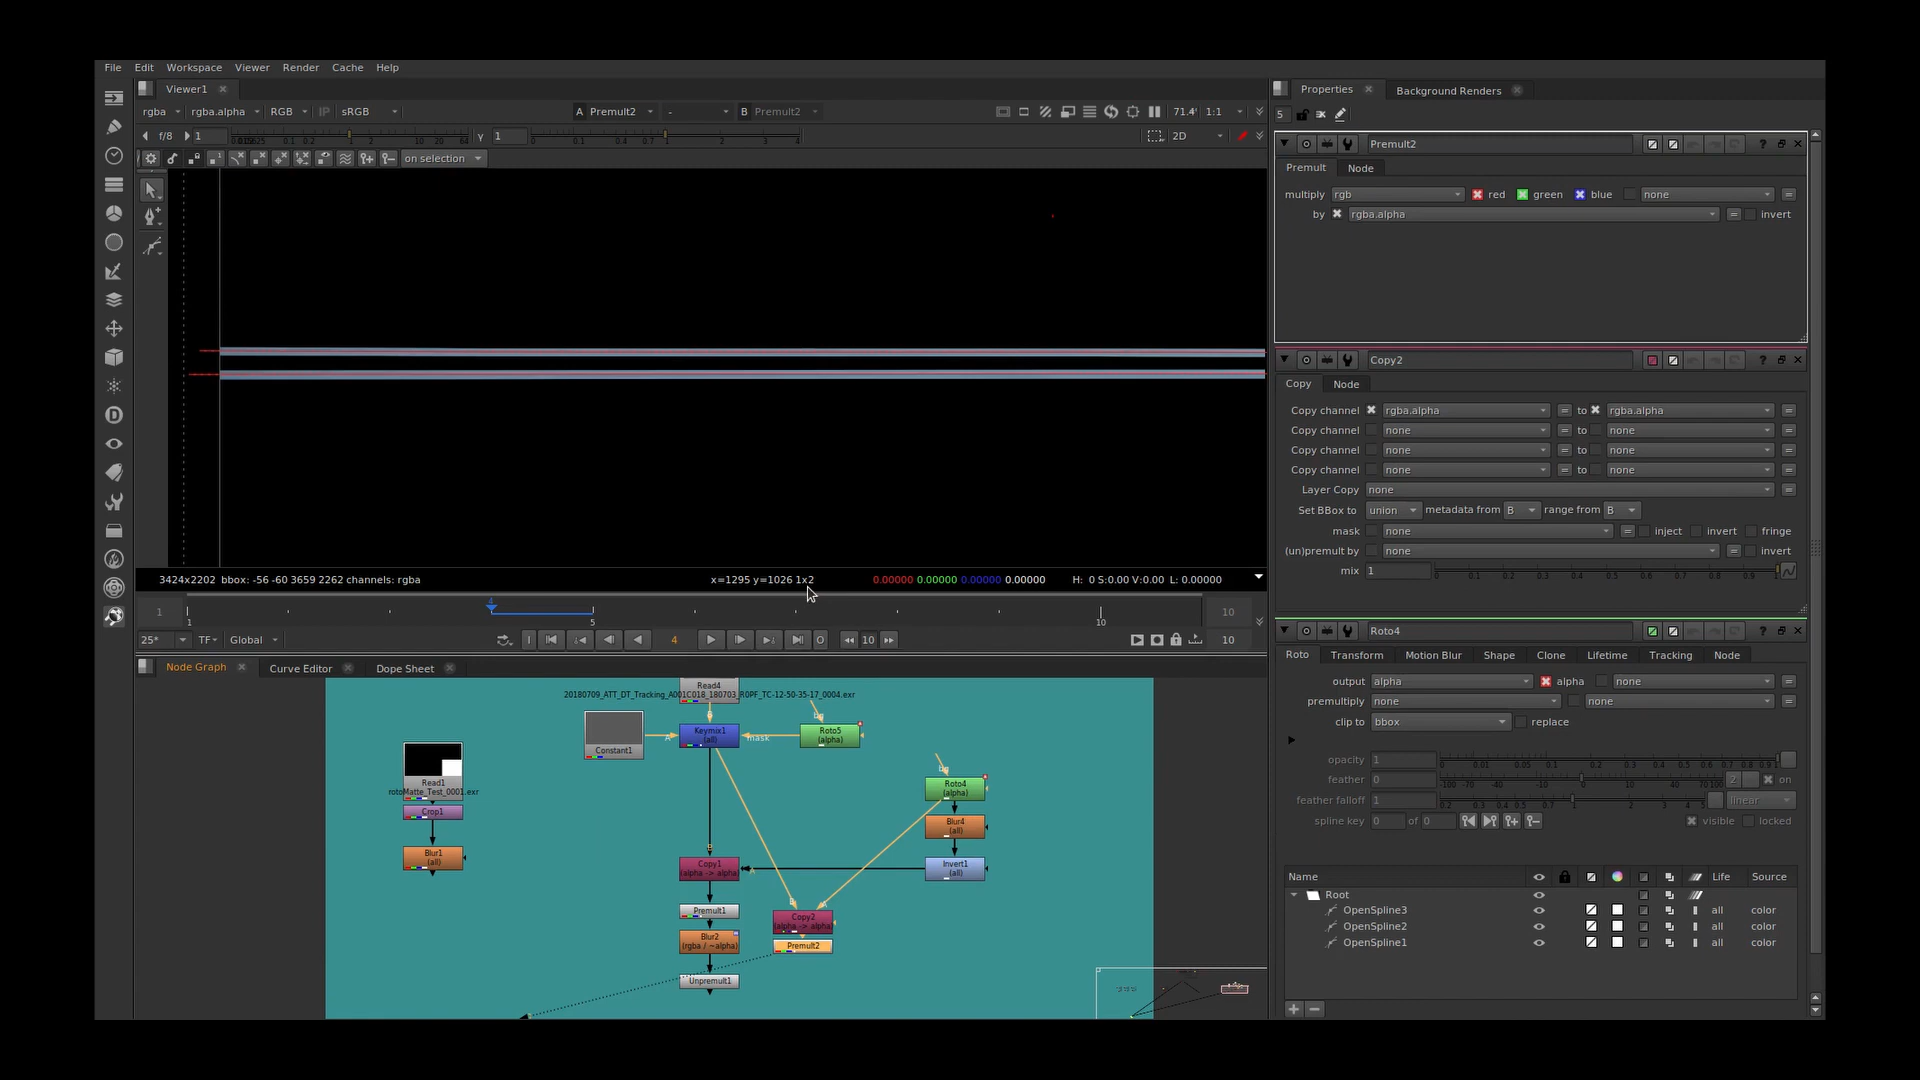 File Edit Workspace Viewer Render Cache Help
Viewer1
Properties Background Renders
rgba rgba.alpha RGB IP sRGB A Premult2 - B Premult2 71.4 1:1
5
f/8 1 γ 1 2D
on selection
Premult2
Premult Node
multiply rgb red green blue none
by rgba.alpha invert
Copy2
Copy Node
Copy channel rgba.alpha to rgba.alpha
Copy channel none to none
Copy channel none to none
Copy channel none to none
Layer Copy none
Set BBox to union metadata from B range from B
mask none inject invert fringe
(un)premult by none invert
mix 1
3424x2202 bbox: -56 -60 3659 2262 channels: rgba x=1295 y=1026 1x2 0.00000 0.00000 0.00000 0.00000 H: 0 S:0.00 V:0.00 L: 0.00000
1 1 4 5 10 10
25* TF Global 4 10 10
Node Graph Curve Editor Dope Sheet
Roto4
Roto Transform Motion Blur Shape Clone Lifetime Tracking Node
output alpha alpha none
premultiply none none
clip to bbox replace
opacity 1
feather 0 on
feather falloff 1 linear
spline key 0 of 0 visible locked
Name Life Source
Root
OpenSpline3 all color
OpenSpline2 all color
OpenSpline1 all color
Read4
20180709_ATT_DT_Tracking_A001C018_180703_R0PF_TC-12-50-35-17_0004.exr
Constant1
A
Keymix1
(all)
mask
Roto5
(alpha)
bg
Read1
rotoMatte_Test_0001.exr
Crop1
Blur1
(all)
bg
Roto4
(alpha)
Blur4
(all)
Invert1
(all)
Copy1
(alpha -> alpha)
A
Premult1
Blur2
(rgba / ~alpha)
Unpremult1
Copy2
(alpha -> alpha)
Premult2